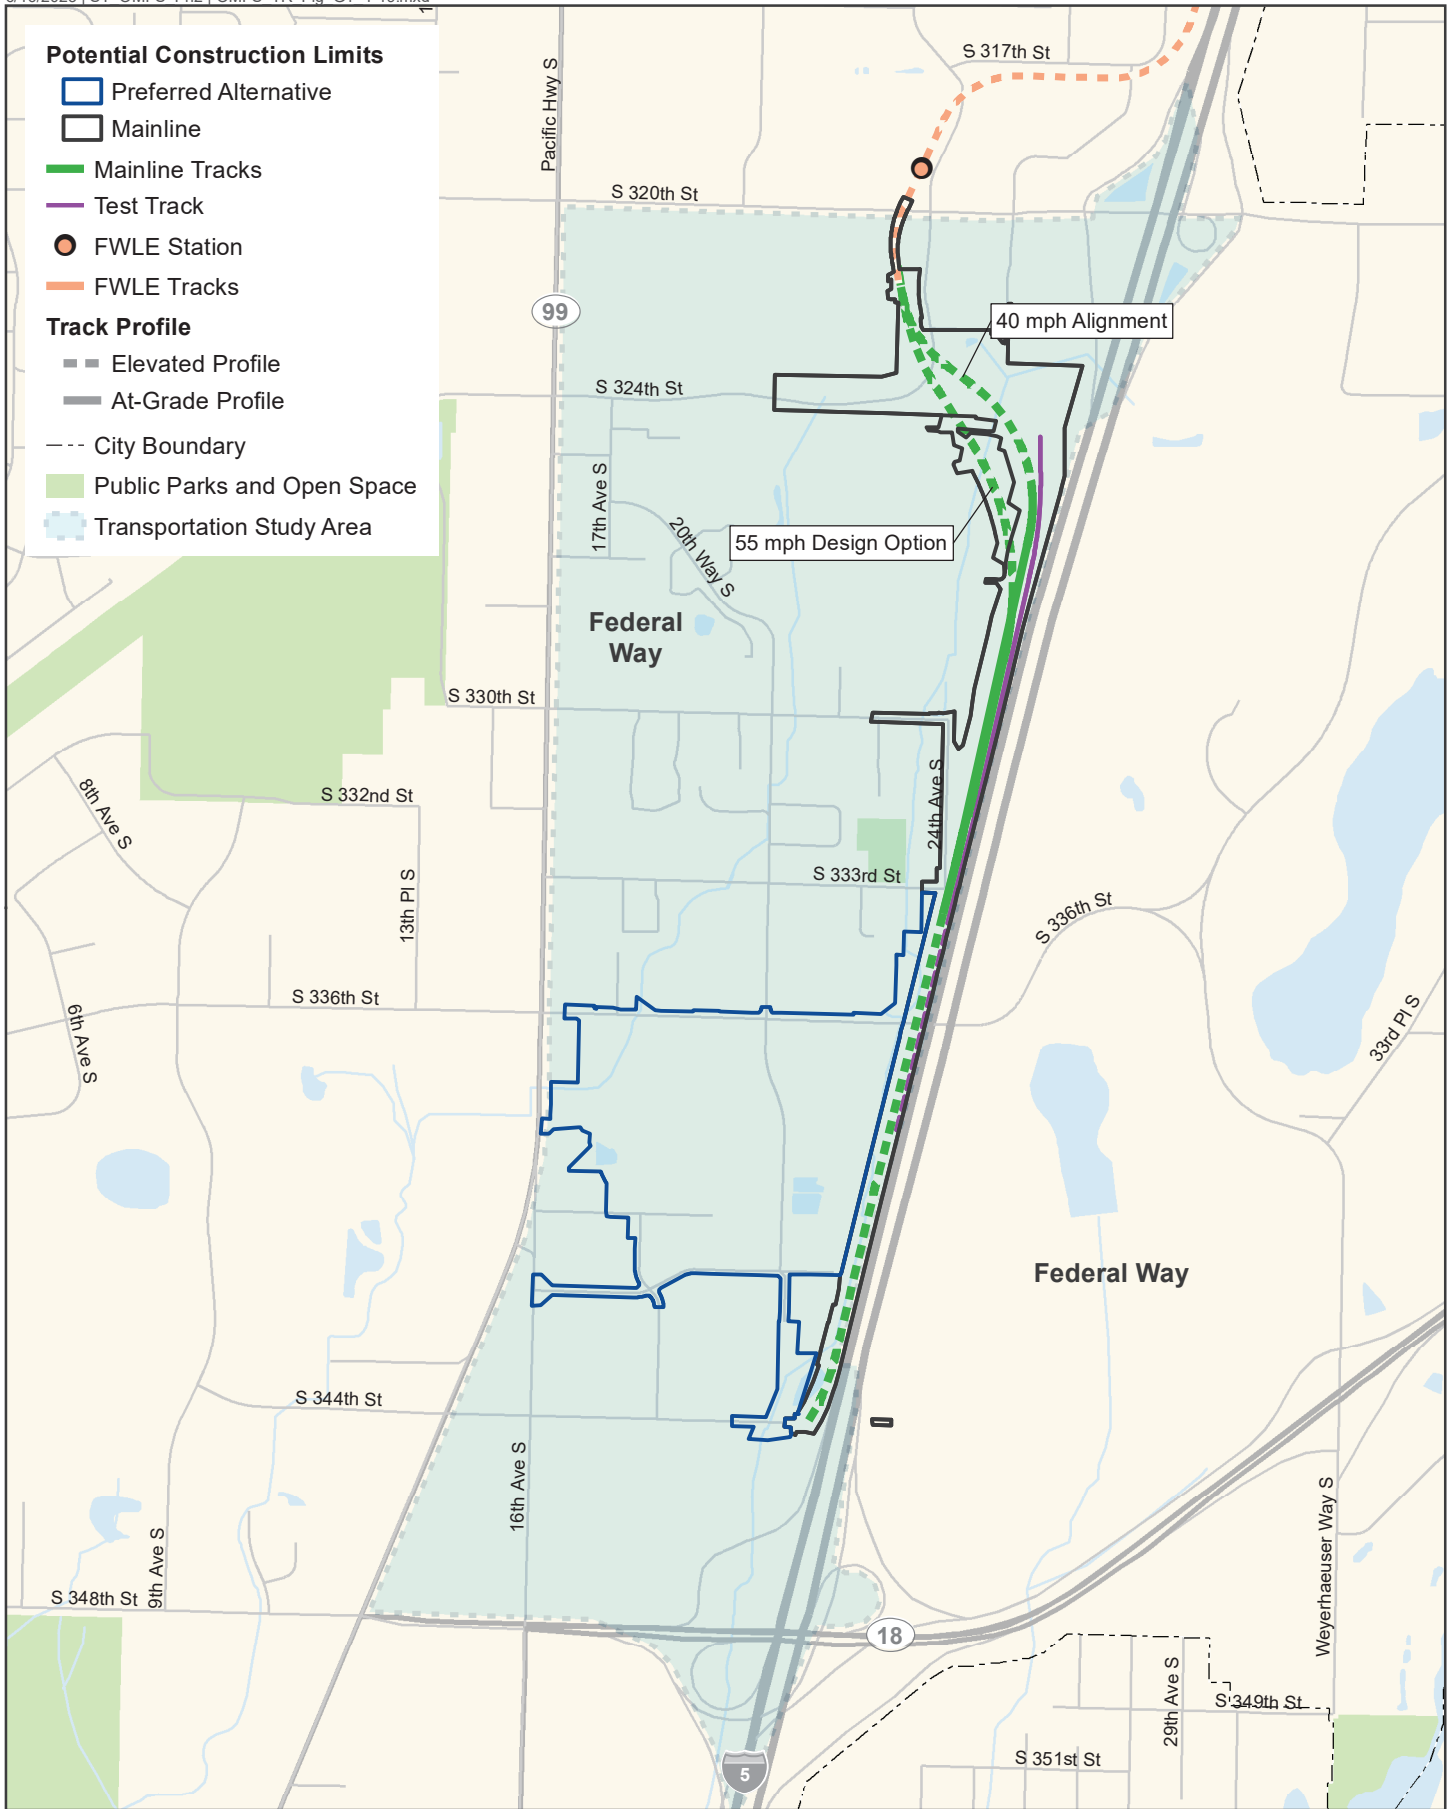 Potential Construction Limits
Preferred Alternative
Mainline
Mainline Tracks
Test Track
FWLE Station
FWLE Tracks
Track Profile
Elevated Profile
At-Grade Profile
City Boundary
Public Parks and Open Space
Transportation Study Area
Pacific Hwy S
S 317th St
S 320th St
99
40 mph Alignment
S 324th St
17th Ave S
20th Way S
55 mph Design Option
Federal
Way
S 330th St
24th Ave S
8th Ave S
S 332nd St
13th Pl S
S 333rd St
S 336th St
S 336th St
6th Ave S
33rd Pl S
Federal Way
S 344th St
16th Ave S
9th Ave S
S 348th St
18
Weyerhaeuser Way S
29th Ave S
S 349th St
S 351st St
5